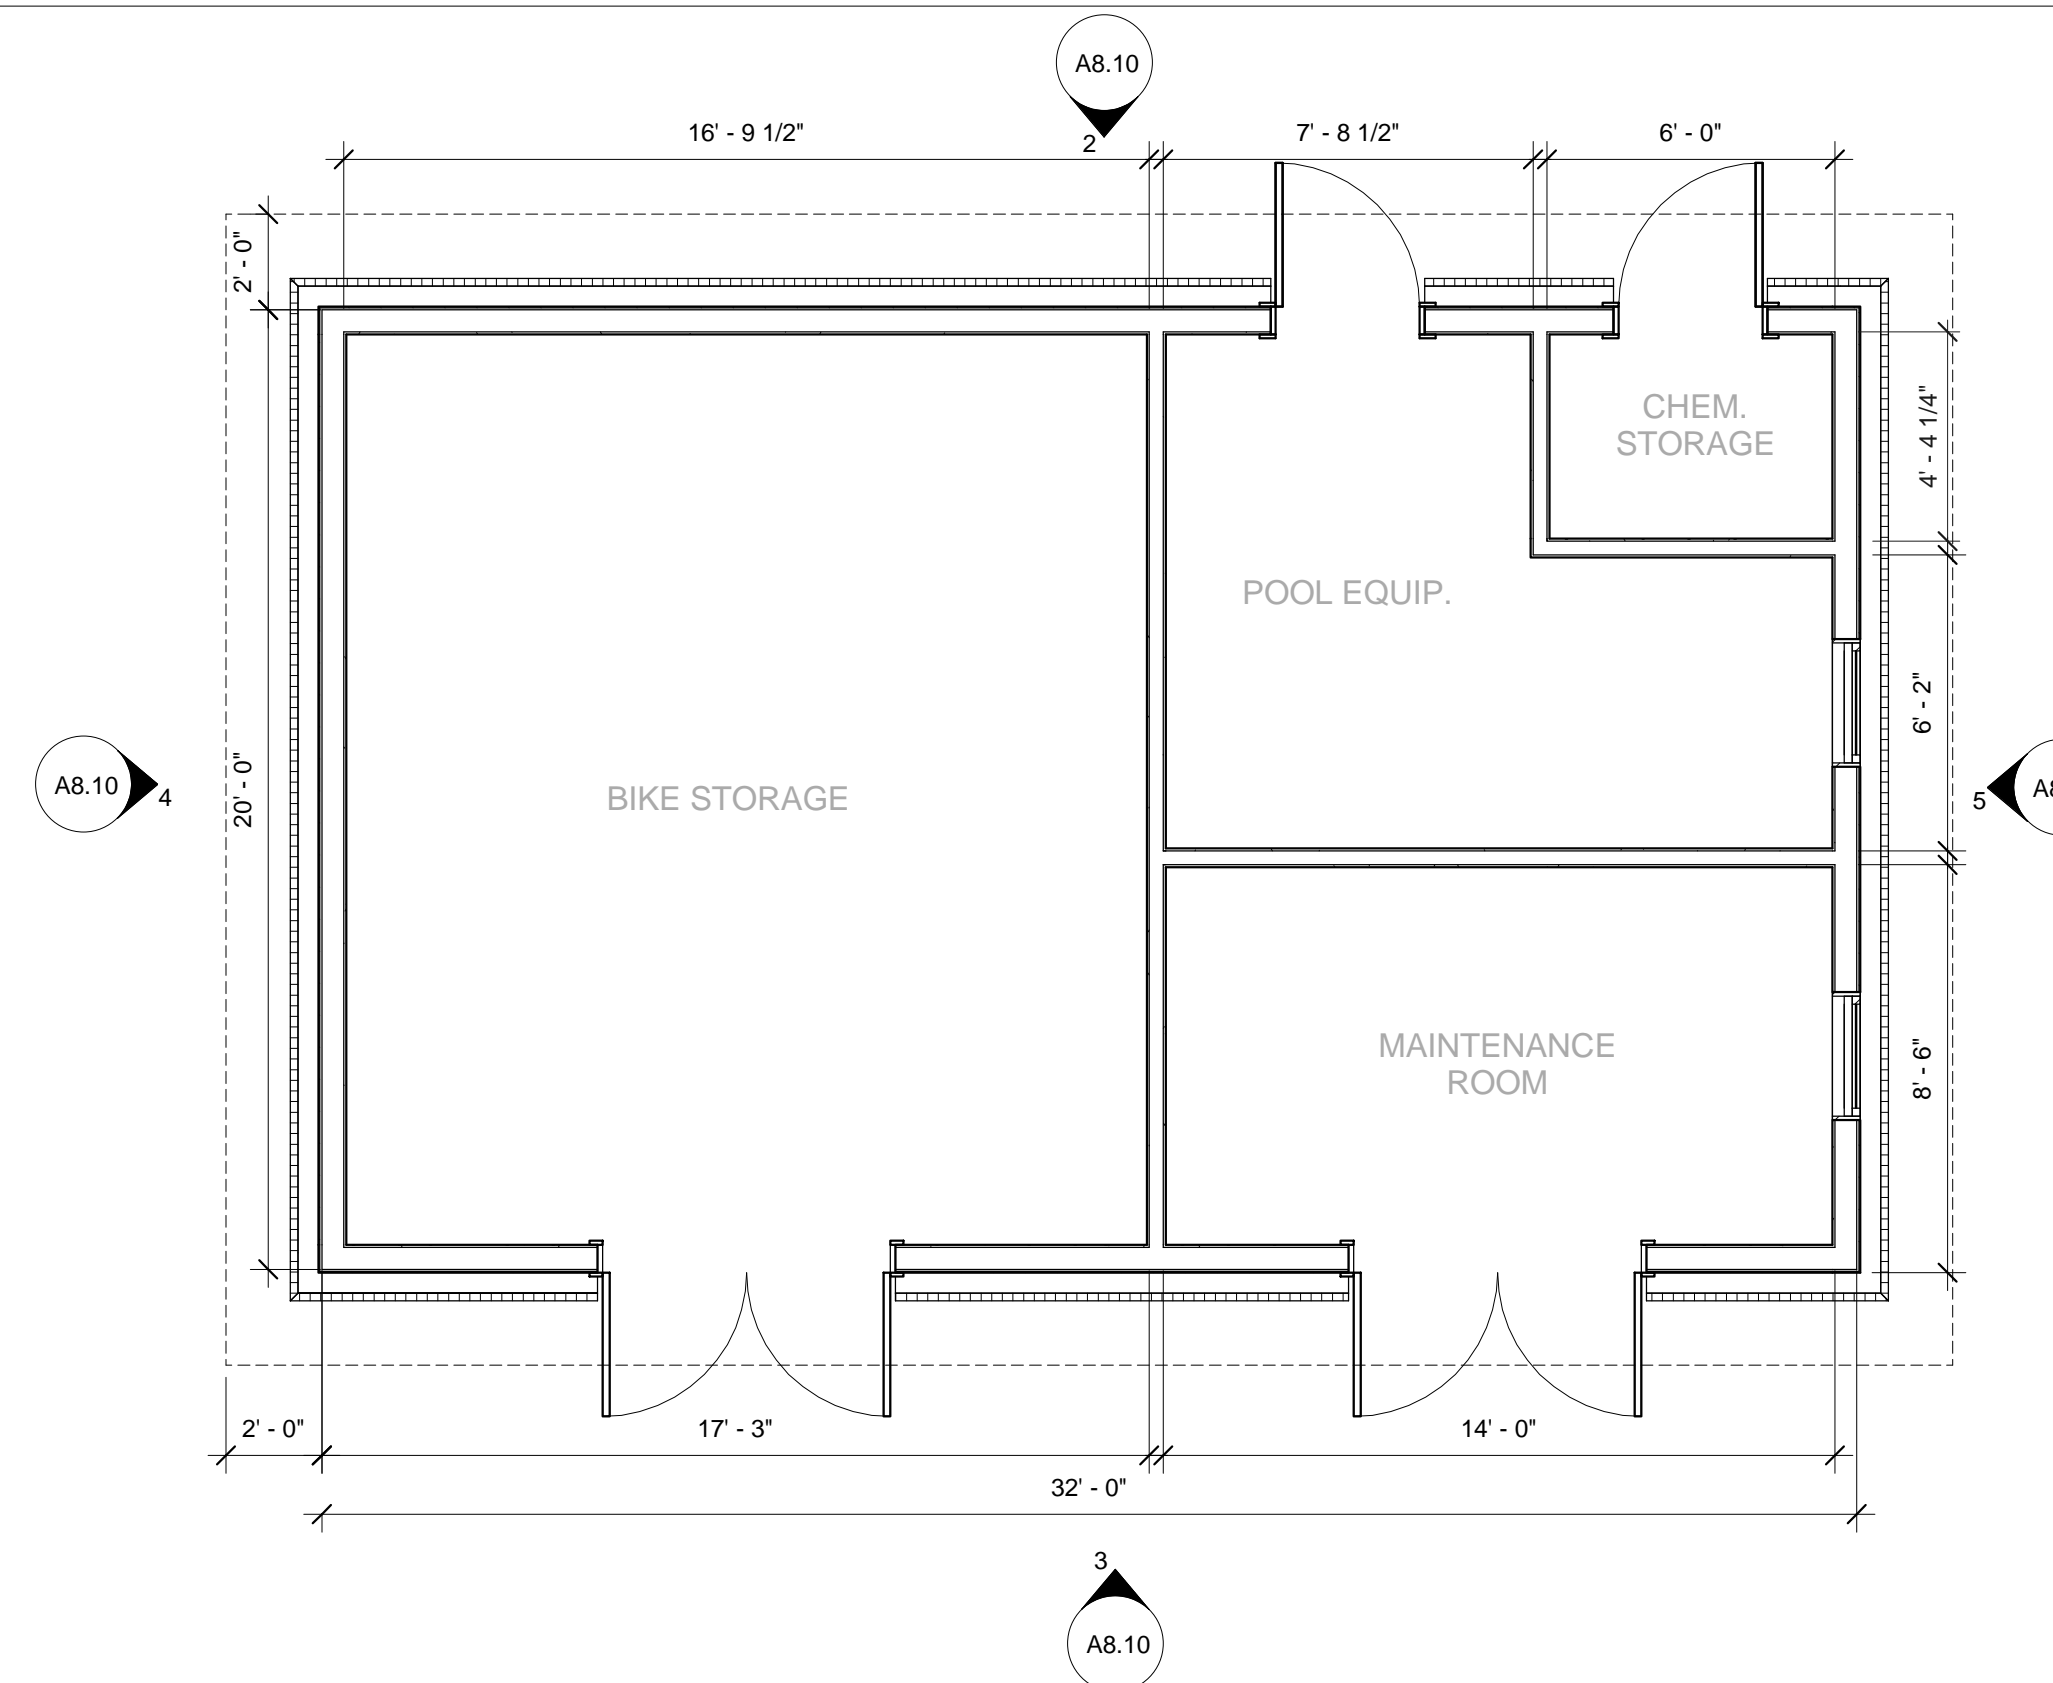 A8.10
2
16' - 9 1/2"
7' - 8 1/2"
6' - 0"
2' - 0"
CHEM.
STORAGE
4' - 4 1/4"
POOL EQUIP.
6' - 2"
20' - 0"
BIKE STORAGE
A8.10
4
5
MAINTENANCE
ROOM
8' - 6"
2' - 0"
17' - 3"
14' - 0"
32' - 0"
3
A8.10